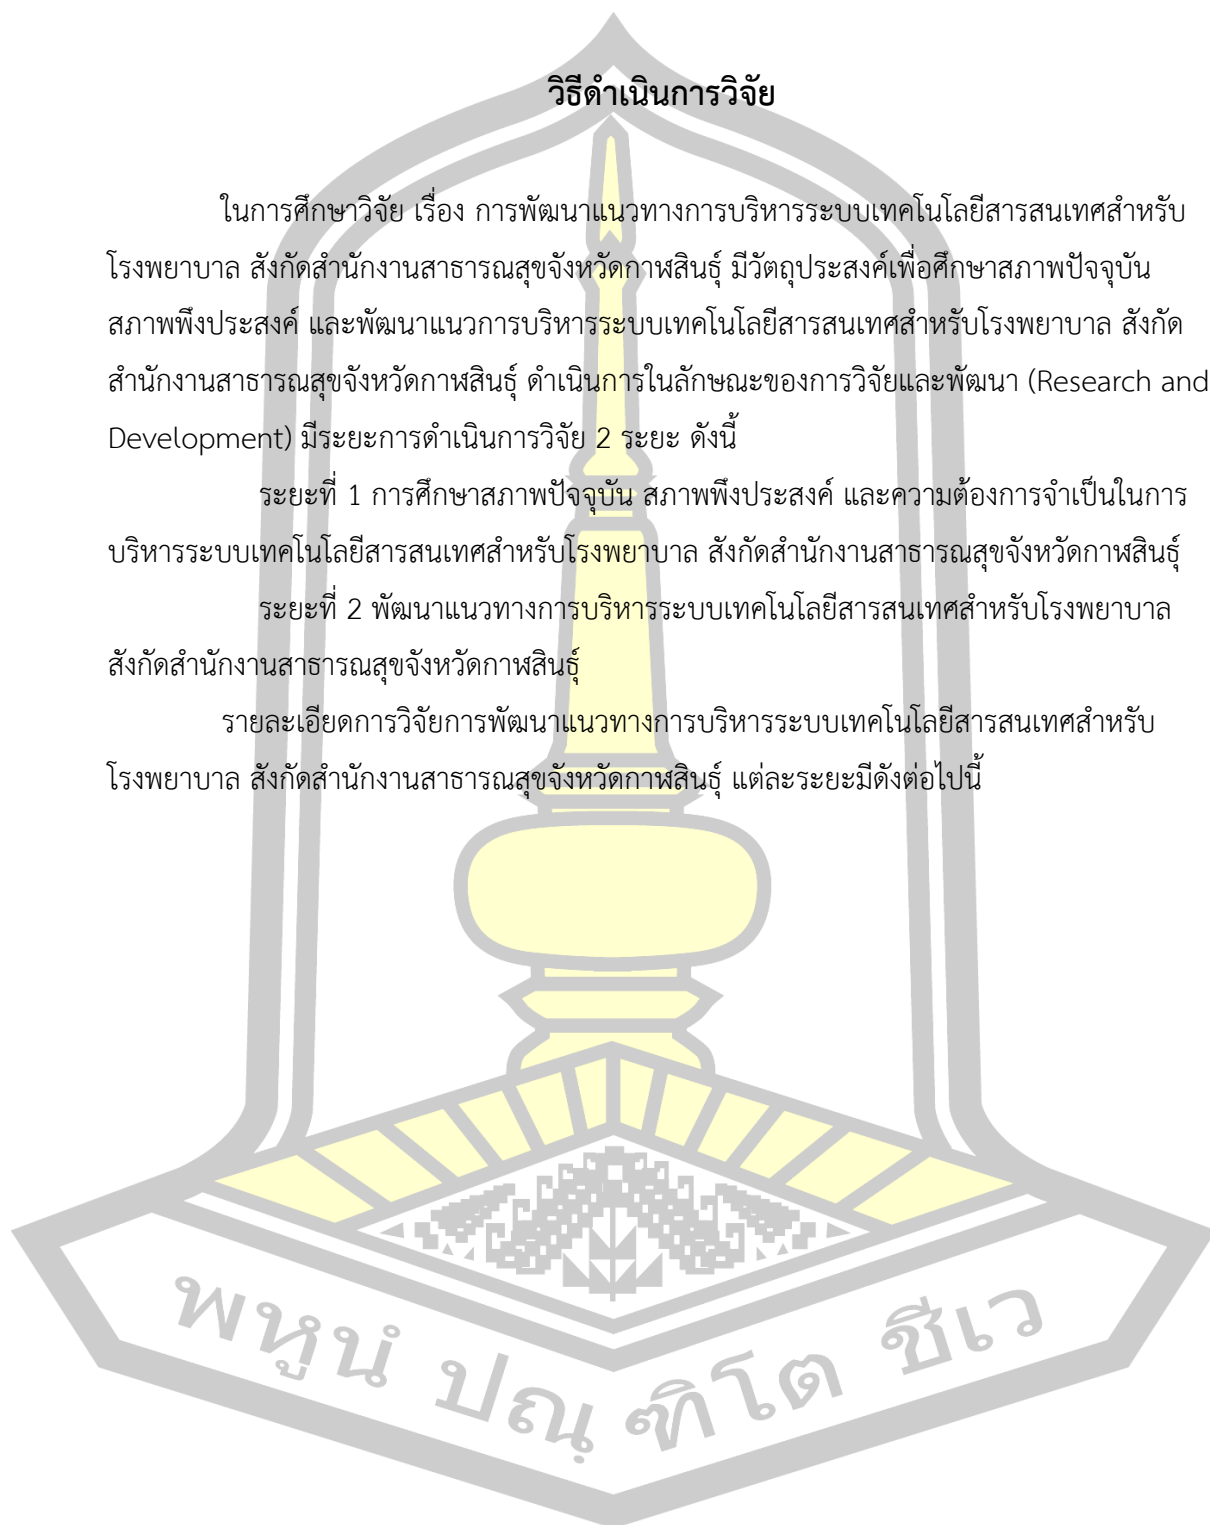 วิธีดำเนินการวิจัย
ในการศึกษาวิจัย เรื่อง การพัฒนาแนวทางการบริหารระบบเทคโนโลยีสารสนเทศสำหรับ
โรงพยาบาล สังกัดสำนักงานสาธารณสุขจังหวัดกาฬสินธุ์ มีวัตถุประสงค์เพื่อศึกษาสภาพปัจจุบัน
สภาพพึงประสงค์ และพัฒนาแนวการบริหารระบบเทคโนโลยีสารสนเทศสำหรับโรงพยาบาล สังกัด
สำนักงานสาธารณสุขจังหวัดกาฬสินธุ์ ดำเนินการในลักษณะของการวิจัยและพัฒนา (Research and
Development) มีระยะการดำเนินการวิจัย 2 ระยะ ดังนี้
ระยะที่ 1 การศึกษาสภาพปัจจุบัน สภาพพึงประสงค์ และความต้องการจำเป็นในการ
บริหารระบบเทคโนโลยีสารสนเทศสำหรับโรงพยาบาล สังกัดสำนักงานสาธารณสุขจังหวัดกาฬสินธุ์
ระยะที่ 2 พัฒนาแนวทางการบริหารระบบเทคโนโลยีสารสนเทศสำหรับโรงพยาบาล
สังกัดสำนักงานสาธารณสุขจังหวัดกาฬสินธุ์
รายละเอียดการวิจัยการพัฒนาแนวทางการบริหารระบบเทคโนโลยีสารสนเทศสำหรับ
โรงพยาบาล สังกัดสำนักงานสาธารณสุขจังหวัดกาฬสินธุ์ แต่ละระยะมีดังต่อไปนี้
พหูนํ ปณฺ ฑิโต ชีเว